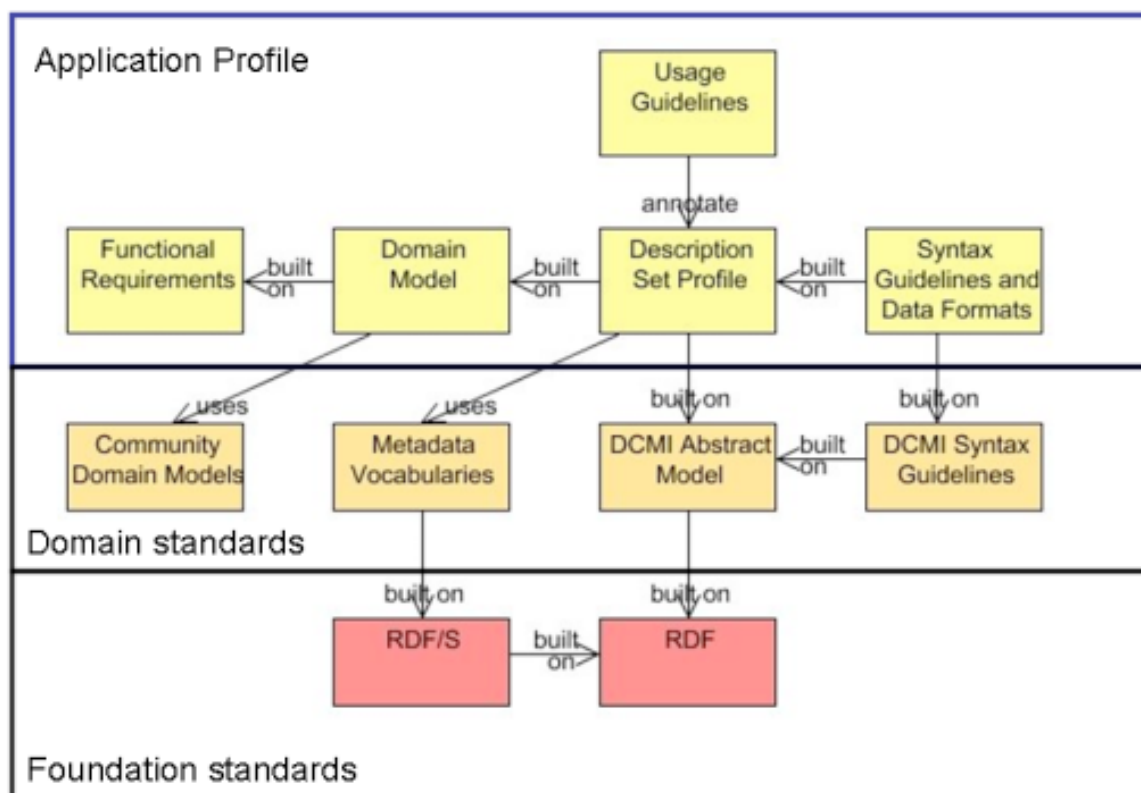 Application Profile
Usage
Guidelines
annotate
Functional
Requirements
built
on
Domain
Model
built
on
Description
Set Profile
built
on
Syntax
Guidelines and
Data Formats
uses
uses
built on
built on
Community
Domain Models
Metadata
Vocabularies
DCMI Abstract
Model
built
on
DCMI Syntax
Guidelines
Domain standards
built on
built on
RDF/S
built
on
RDF
Foundation standards